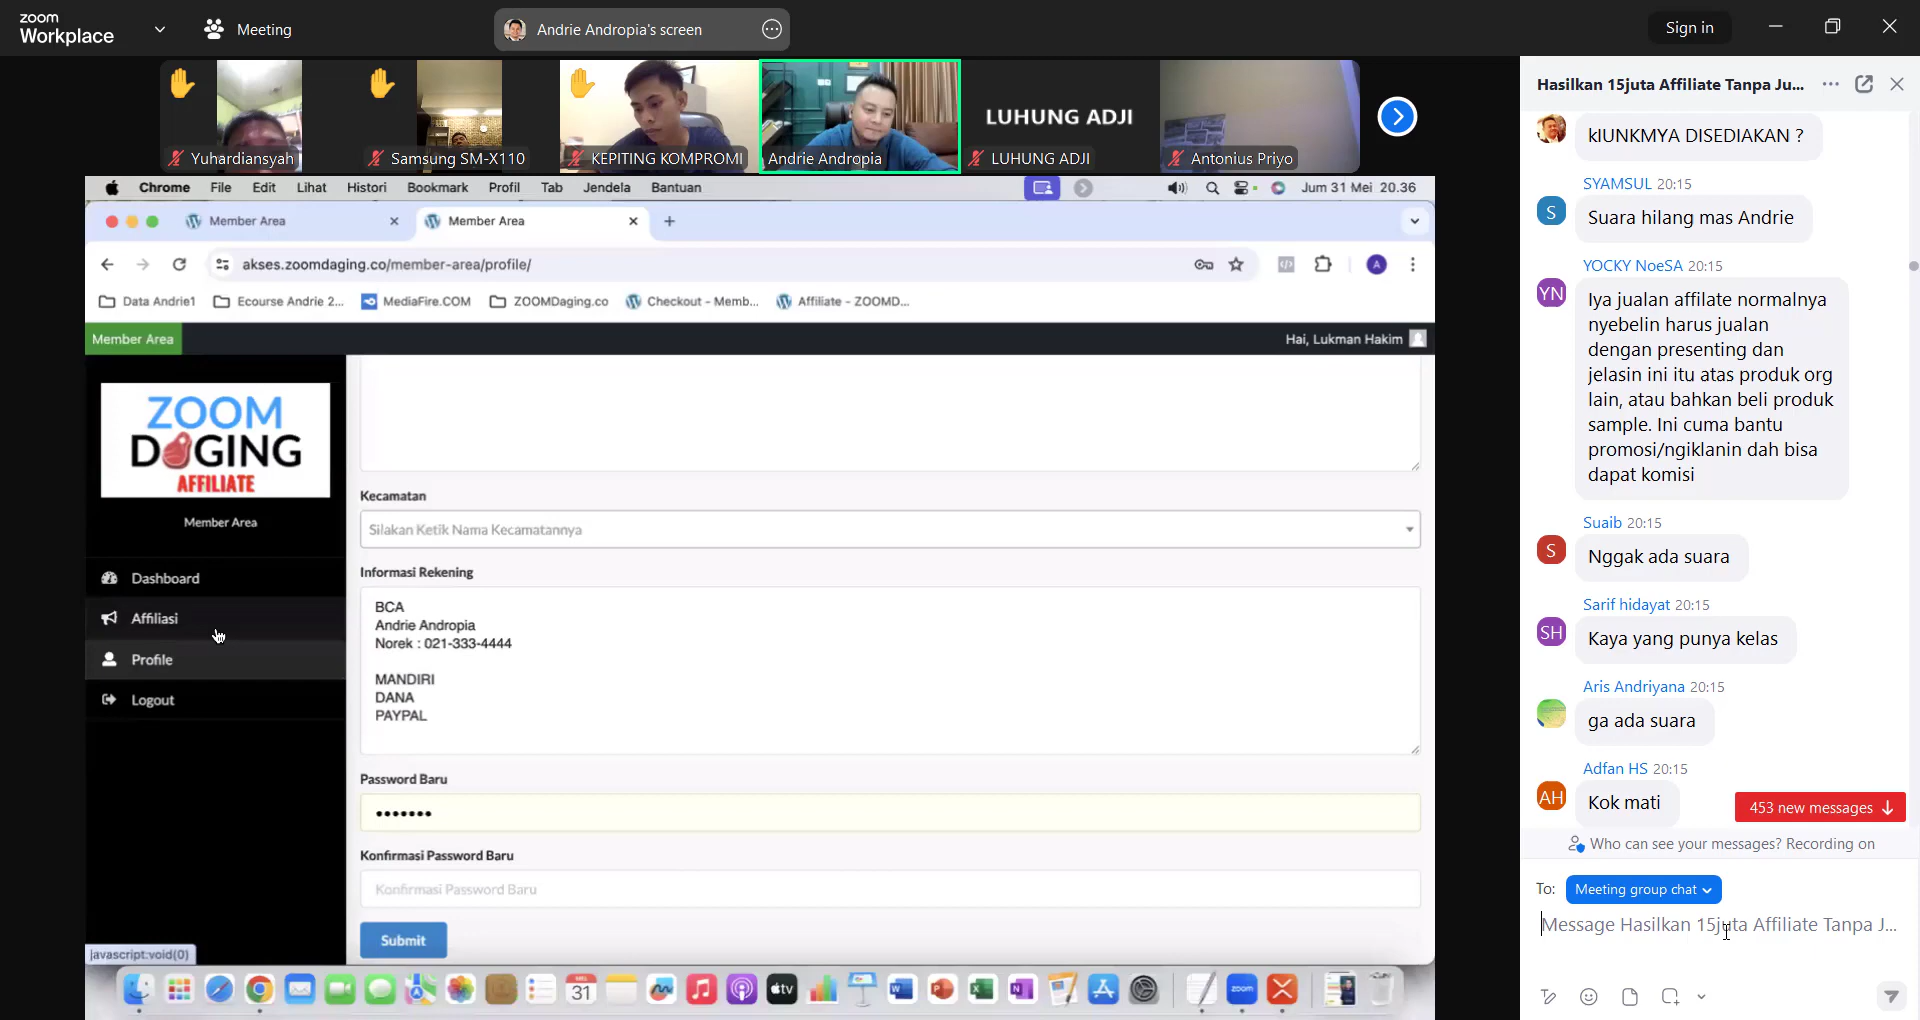 zoom
Workplace
Meeting
Andrie Andropia's screen
Sign in
Yuhardiansyah
Samsung SM-X110
KEPITING KOMPROMI
Andrie Andropia
LUHUNG ADJI
LUHUNG ADJI
Antonius Priyo
Chrome File Edit Lihat Histori Bookmark Profil Tab Jendela Bantuan
Jum 31 Mei 20.36
Member Area
Member Area
akses.zoomdaging.co/member-area/profile/
A
Data Andrie1
Ecourse Andrie 2...
MediaFire.COM
ZOOMDaging.co
Checkout - Memb...
Affiliate - ZOOMD...
Member Area
Hai, Lukman Hakim
ZOOM
DAGING
AFFILIATE
Member Area
Dashboard
Affiliasi
Profile
Logout
javascript:void(0)
Kecamatan
Silakan Ketik Nama Kecamatannya
Informasi Rekening
BCA
Andrie Andropia
Norek : 021-333-4444
MANDIRI
DANA
PAYPAL
Password Baru
Konfirmasi Password Baru
Konfirmasi Password Baru
Submit
31
tv
zoom
Hasilkan 15juta Affiliate Tanpa Ju...
kIUNKMYA DISEDIAKAN ?
SYAMSUL 20:15
S
Suara hilang mas Andrie
YOCKY NoeSA 20:15
YN
Iya jualan affilate normalnya
nyebelin harus jualan
dengan presenting dan
jelasin ini itu atas produk org
lain, atau bahkan beli produk
sample. Ini cuma bantu
promosi/ngiklanin dah bisa
dapat komisi
Suaib 20:15
S
Nggak ada suara
Sarif hidayat 20:15
SH
Kaya yang punya kelas
Aris Andriyana 20:15
ga ada suara
Adfan HS 20:15
AH
Kok mati
453 new messages
Who can see your messages? Recording on
To: Meeting group chat
Message Hasilkan 15juta Affiliate Tanpa J...